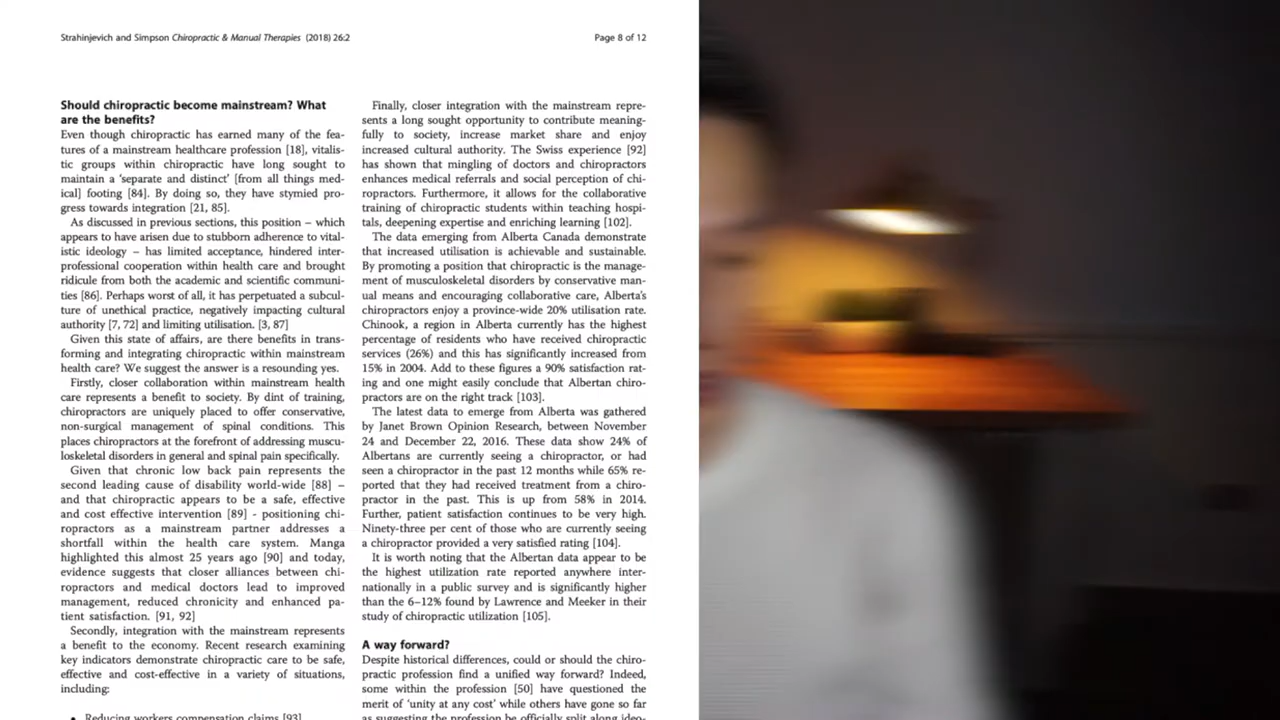 Strahinjevich and Simpson Chiropractic & Manual Therapies (2018) 26:2
Page 8 of 12
Should chiropractic become mainstream? What
are the benefits?
Even though chiropractic has earned many of the fea-
tures of a mainstream healthcare profession [18], vitalis-
tic groups within chiropractic have long sought to
maintain a ‘separate and distinct’ [from all things med-
ical] footing [84]. By doing so, they have stymied pro-
gress towards integration [21, 85].
As discussed in previous sections, this position – which
appears to have arisen due to stubborn adherence to vital-
istic ideology – has limited acceptance, hindered inter-
professional cooperation within health care and brought
ridicule from both the academic and scientific communi-
ties [86]. Perhaps worst of all, it has perpetuated a subcul-
ture of unethical practice, negatively impacting cultural
authority [7, 72] and limiting utilisation. [3, 87]
Given this state of affairs, are there benefits in trans-
forming and integrating chiropractic within mainstream
health care? We suggest the answer is a resounding yes.
Firstly, closer collaboration within mainstream health
care represents a benefit to society. By dint of training,
chiropractors are uniquely placed to offer conservative,
non-surgical management of spinal conditions. This
places chiropractors at the forefront of addressing muscu-
loskeletal disorders in general and spinal pain specifically.
Given that chronic low back pain represents the
second leading cause of disability world-wide [88] –
and that chiropractic appears to be a safe, effective
and cost effective intervention [89] - positioning chi-
ropractors as a mainstream partner addresses a
shortfall within the health care system. Manga
highlighted this almost 25 years ago [90] and today,
evidence suggests that closer alliances between chi-
ropractors and medical doctors lead to improved
management, reduced chronicity and enhanced pa-
tient satisfaction. [91, 92]
Secondly, integration with the mainstream represents
a benefit to the economy. Recent research examining
key indicators demonstrate chiropractic care to be safe,
effective and cost-effective in a variety of situations,
including:
• Reducing workers compensation claims [93]
Finally, closer integration with the mainstream repre-
sents a long sought opportunity to contribute meaning-
fully to society, increase market share and enjoy
increased cultural authority. The Swiss experience [92]
has shown that mingling of doctors and chiropractors
enhances medical referrals and social perception of chi-
ropractors. Furthermore, it allows for the collaborative
training of chiropractic students within teaching hospi-
tals, deepening expertise and enriching learning [102].
The data emerging from Alberta Canada demonstrate
that increased utilisation is achievable and sustainable.
By promoting a position that chiropractic is the manage-
ment of musculoskeletal disorders by conservative man-
ual means and encouraging collaborative care, Alberta’s
chiropractors enjoy a province-wide 20% utilisation rate.
Chinook, a region in Alberta currently has the highest
percentage of residents who have received chiropractic
services (26%) and this has significantly increased from
15% in 2004. Add to these figures a 90% satisfaction rat-
ing and one might easily conclude that Albertan chiro-
practors are on the right track [103].
The latest data to emerge from Alberta was gathered
by Janet Brown Opinion Research, between November
24 and December 22, 2016. These data show 24% of
Albertans are currently seeing a chiropractor, or had
seen a chiropractor in the past 12 months while 65% re-
ported that they had received treatment from a chiro-
practor in the past. This is up from 58% in 2014.
Further, patient satisfaction continues to be very high.
Ninety-three per cent of those who are currently seeing
a chiropractor provided a very satisfied rating [104].
It is worth noting that the Albertan data appear to be
the highest utilization rate reported anywhere inter-
nationally in a public survey and is significantly higher
than the 6–12% found by Lawrence and Meeker in their
study of chiropractic utilization [105].
A way forward?
Despite historical differences, could or should the chiro-
practic profession find a unified way forward? Indeed,
some within the profession [50] have questioned the
merit of ‘unity at any cost’ while others have gone so far
as suggesting the profession be officially split along ideo-